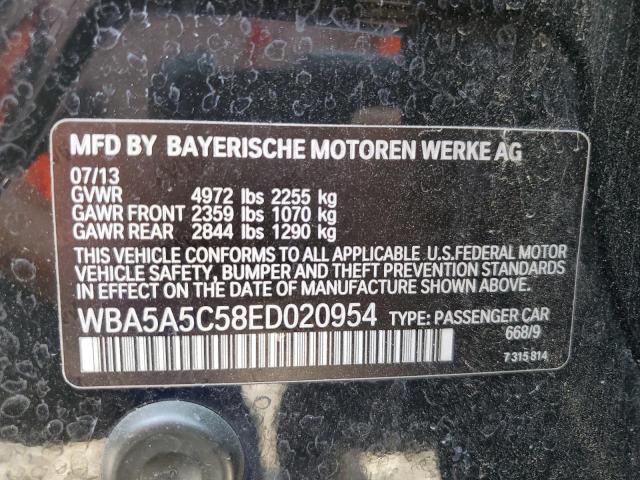 MFD BY BAYERISCHE MOTOREN WERKE AG
07/13
GVWR 4972 lbs 2255 kg
GAWR FRONT 2359 lbs 1070 kg
GAWR REAR 2844 lbs 1290 kg
THIS VEHICLE CONFORMS TO ALL APPLICABLE U.S.FEDERAL MOTOR
VEHICLE SAFETY, BUMPER AND THEFT PREVENTION STANDARDS
IN EFFECT ON THE DATE OF MANUFACTURE SHOWN ABOVE.
WBA5A5C58ED020954 TYPE: PASSENGER CAR
668/9
7 315 814